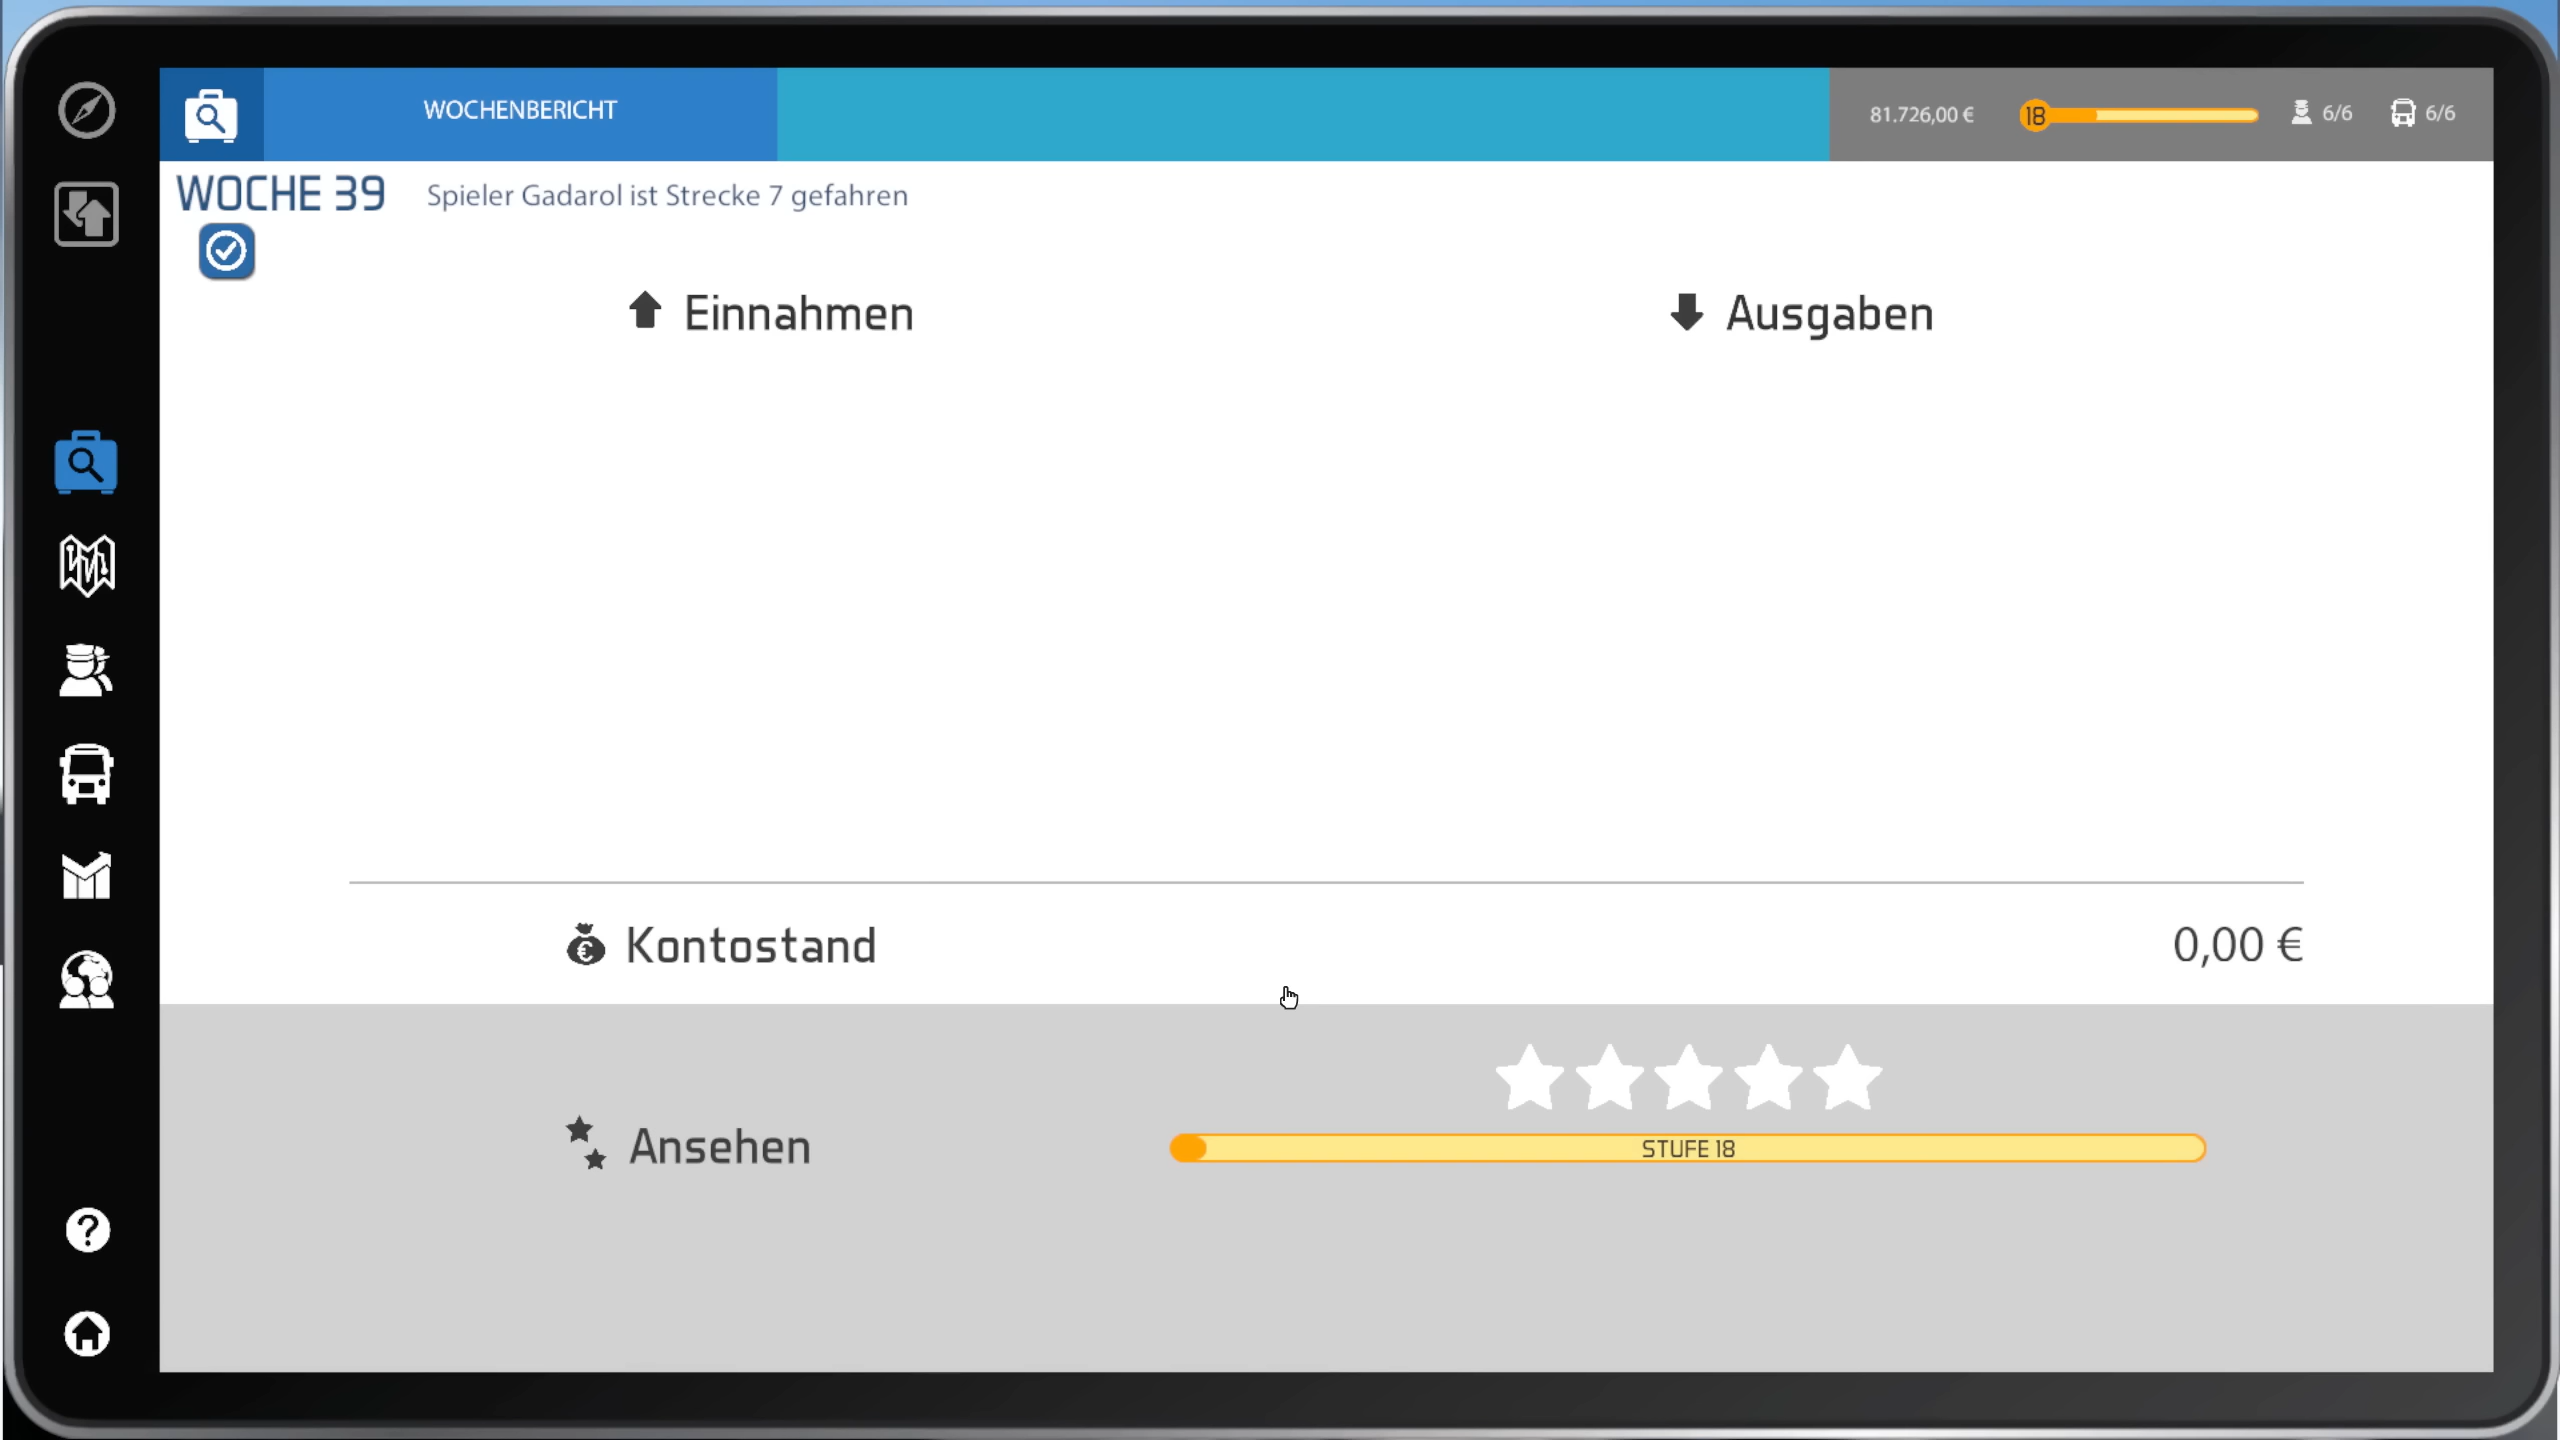 WOCHENBERICHT
81.726,00 €
18
6/6
6/6
WOCHE 39
Spieler Gadarol ist Strecke 7 gefahren
Einnahmen
Ausgaben
Kontostand
0,00 €
Ansehen
STUFE 18